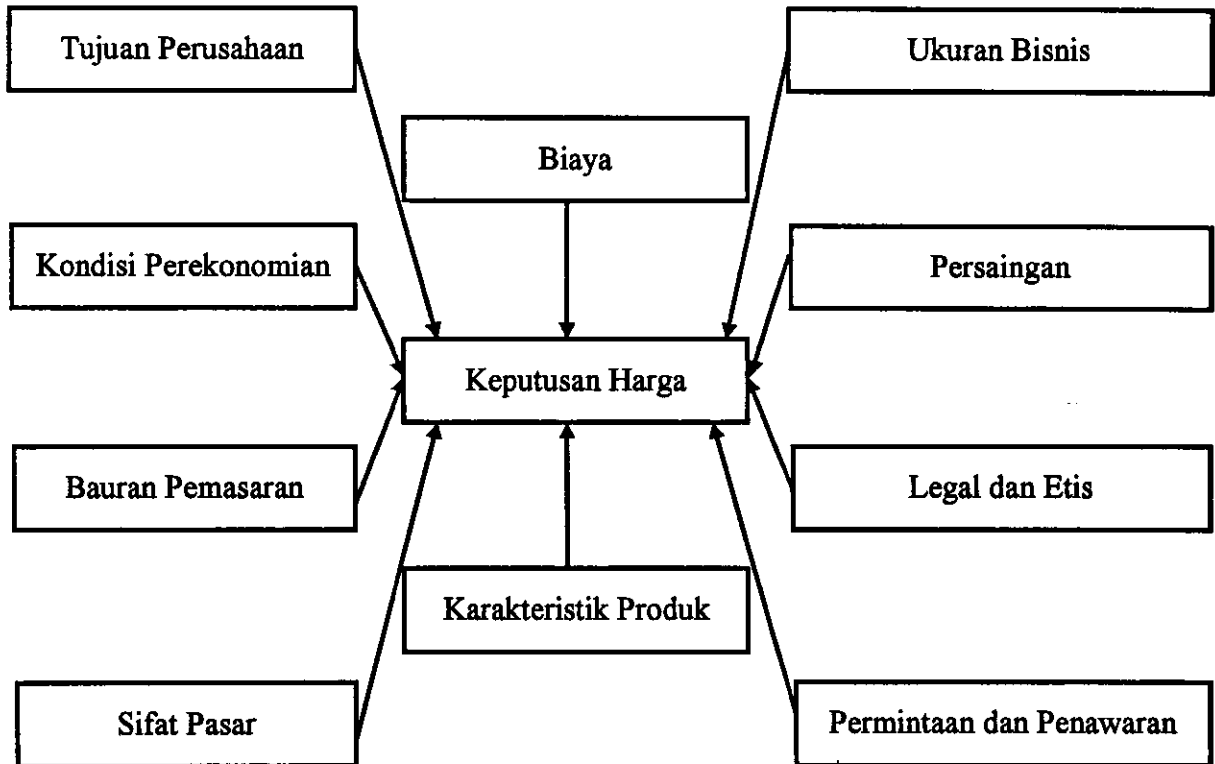 Tujuan Perusahaan
Ukuran Bisnis
Biaya
Kondisi Perekonomian
Persaingan
Keputusan Harga
Bauran Pemasaran
Legal dan Etis
Karakteristik Produk
Sifat Pasar
Permintaan dan Penawaran